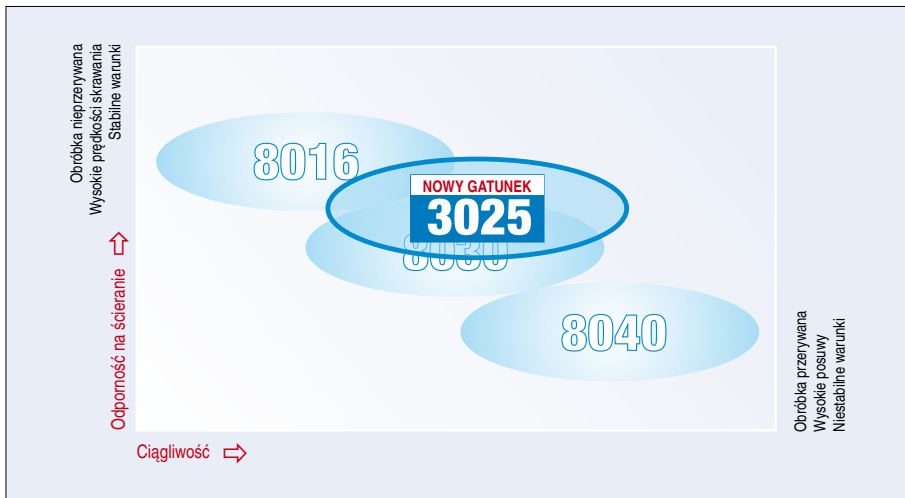 Obróbka nieprzerywana
Wysokie prędkości skrawania
Stabilne warunki
Odporność na ścieranie
8016
NOWY GATUNEK
3025
8030
8040
Ciągliwość
Obróbka przerywana
Wysokie posuwy
Niestabilne warunki